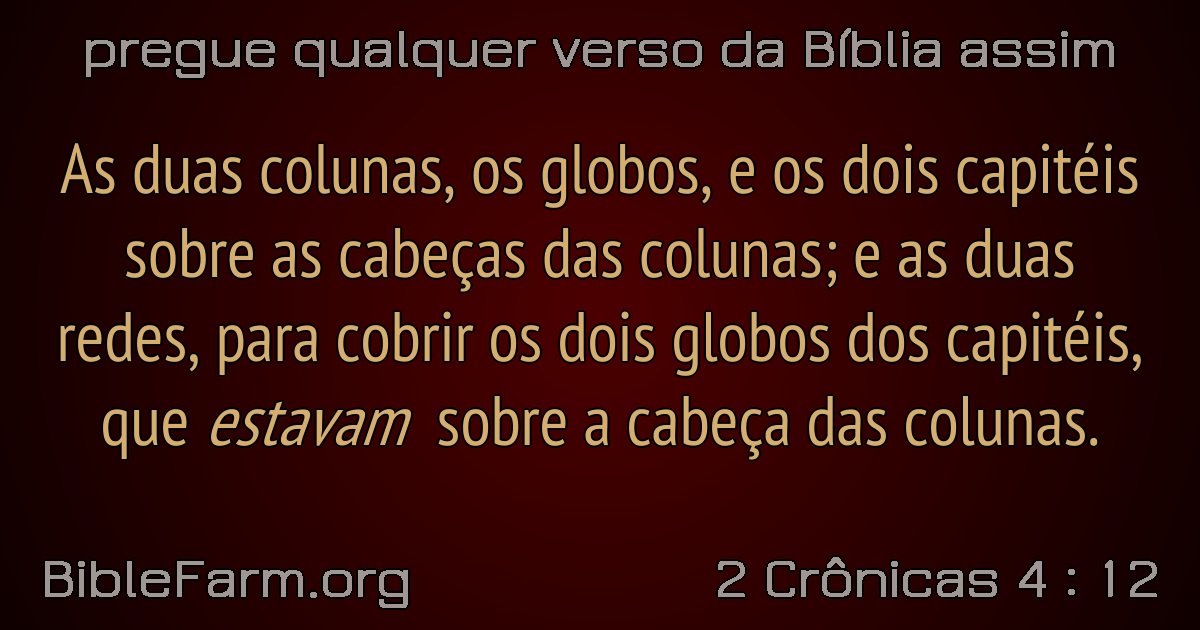 pregue qualquer verso da Bíblia assim
As duas colunas, os globos, e os dois capitéis
sobre as cabeças das colunas; e as duas
redes, para cobrir os dois globos dos capitéis,
que estavam sobre a cabeça das colunas.
BibleFarm.org
2 Crônicas 4 : 12